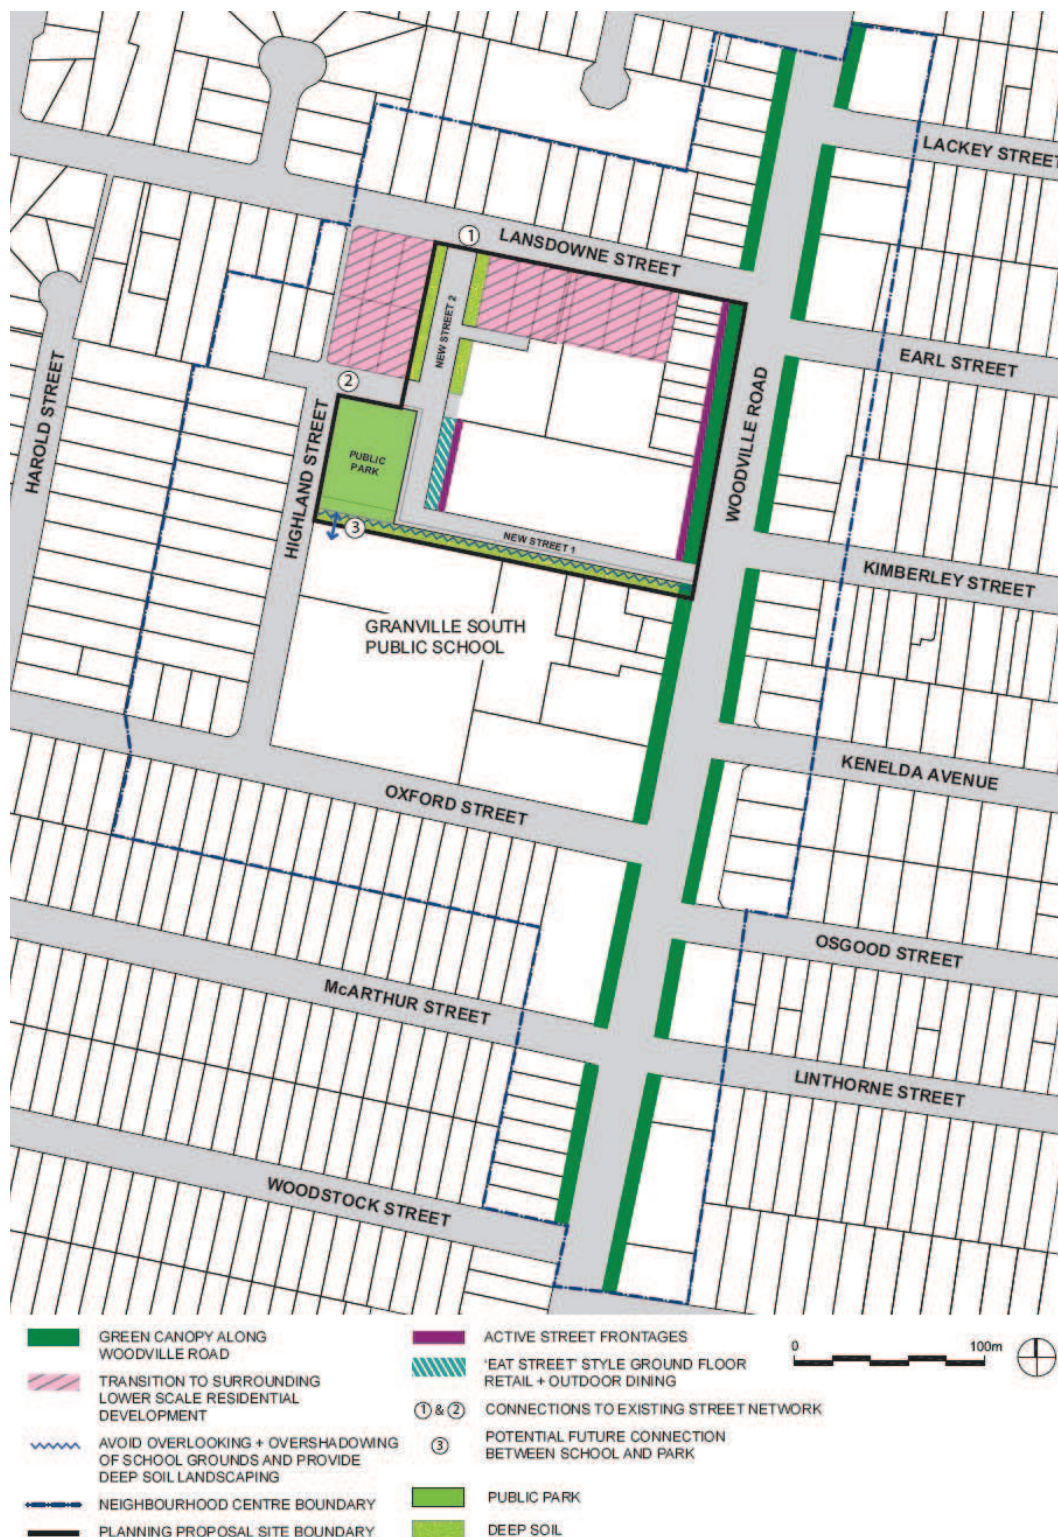 LACKEY STREET
1
LANSDOWNE STREET
NEW STREET 2
EARL STREET
2
HAROLD STREET
HIGHLAND STREET
WOODVILLE ROAD
PUBLIC
PARK
3
NEW STREET 1
KIMBERLEY STREET
GRANVILLE SOUTH
PUBLIC SCHOOL
KENELDA AVENUE
OXFORD STREET
OSGOOD STREET
McARTHUR STREET
LINTHORNE STREET
WOODSTOCK STREET
GREEN CANOPY ALONG
WOODVILLE ROAD
TRANSITION TO SURROUNDING
LOWER SCALE RESIDENTIAL
DEVELOPMENT
AVOID OVERLOOKING + OVERSHADOWING
OF SCHOOL GROUNDS AND PROVIDE
DEEP SOIL LANDSCAPING
NEIGHBOURHOOD CENTRE BOUNDARY
PLANNING PROPOSAL SITE BOUNDARY
ACTIVE STREET FRONTAGES
'EAT STREET' STYLE GROUND FLOOR
RETAIL + OUTDOOR DINING
1 & 2 CONNECTIONS TO EXISTING STREET NETWORK
3 POTENTIAL FUTURE CONNECTION
BETWEEN SCHOOL AND PARK
PUBLIC PARK
DEEP SOIL
0 100m